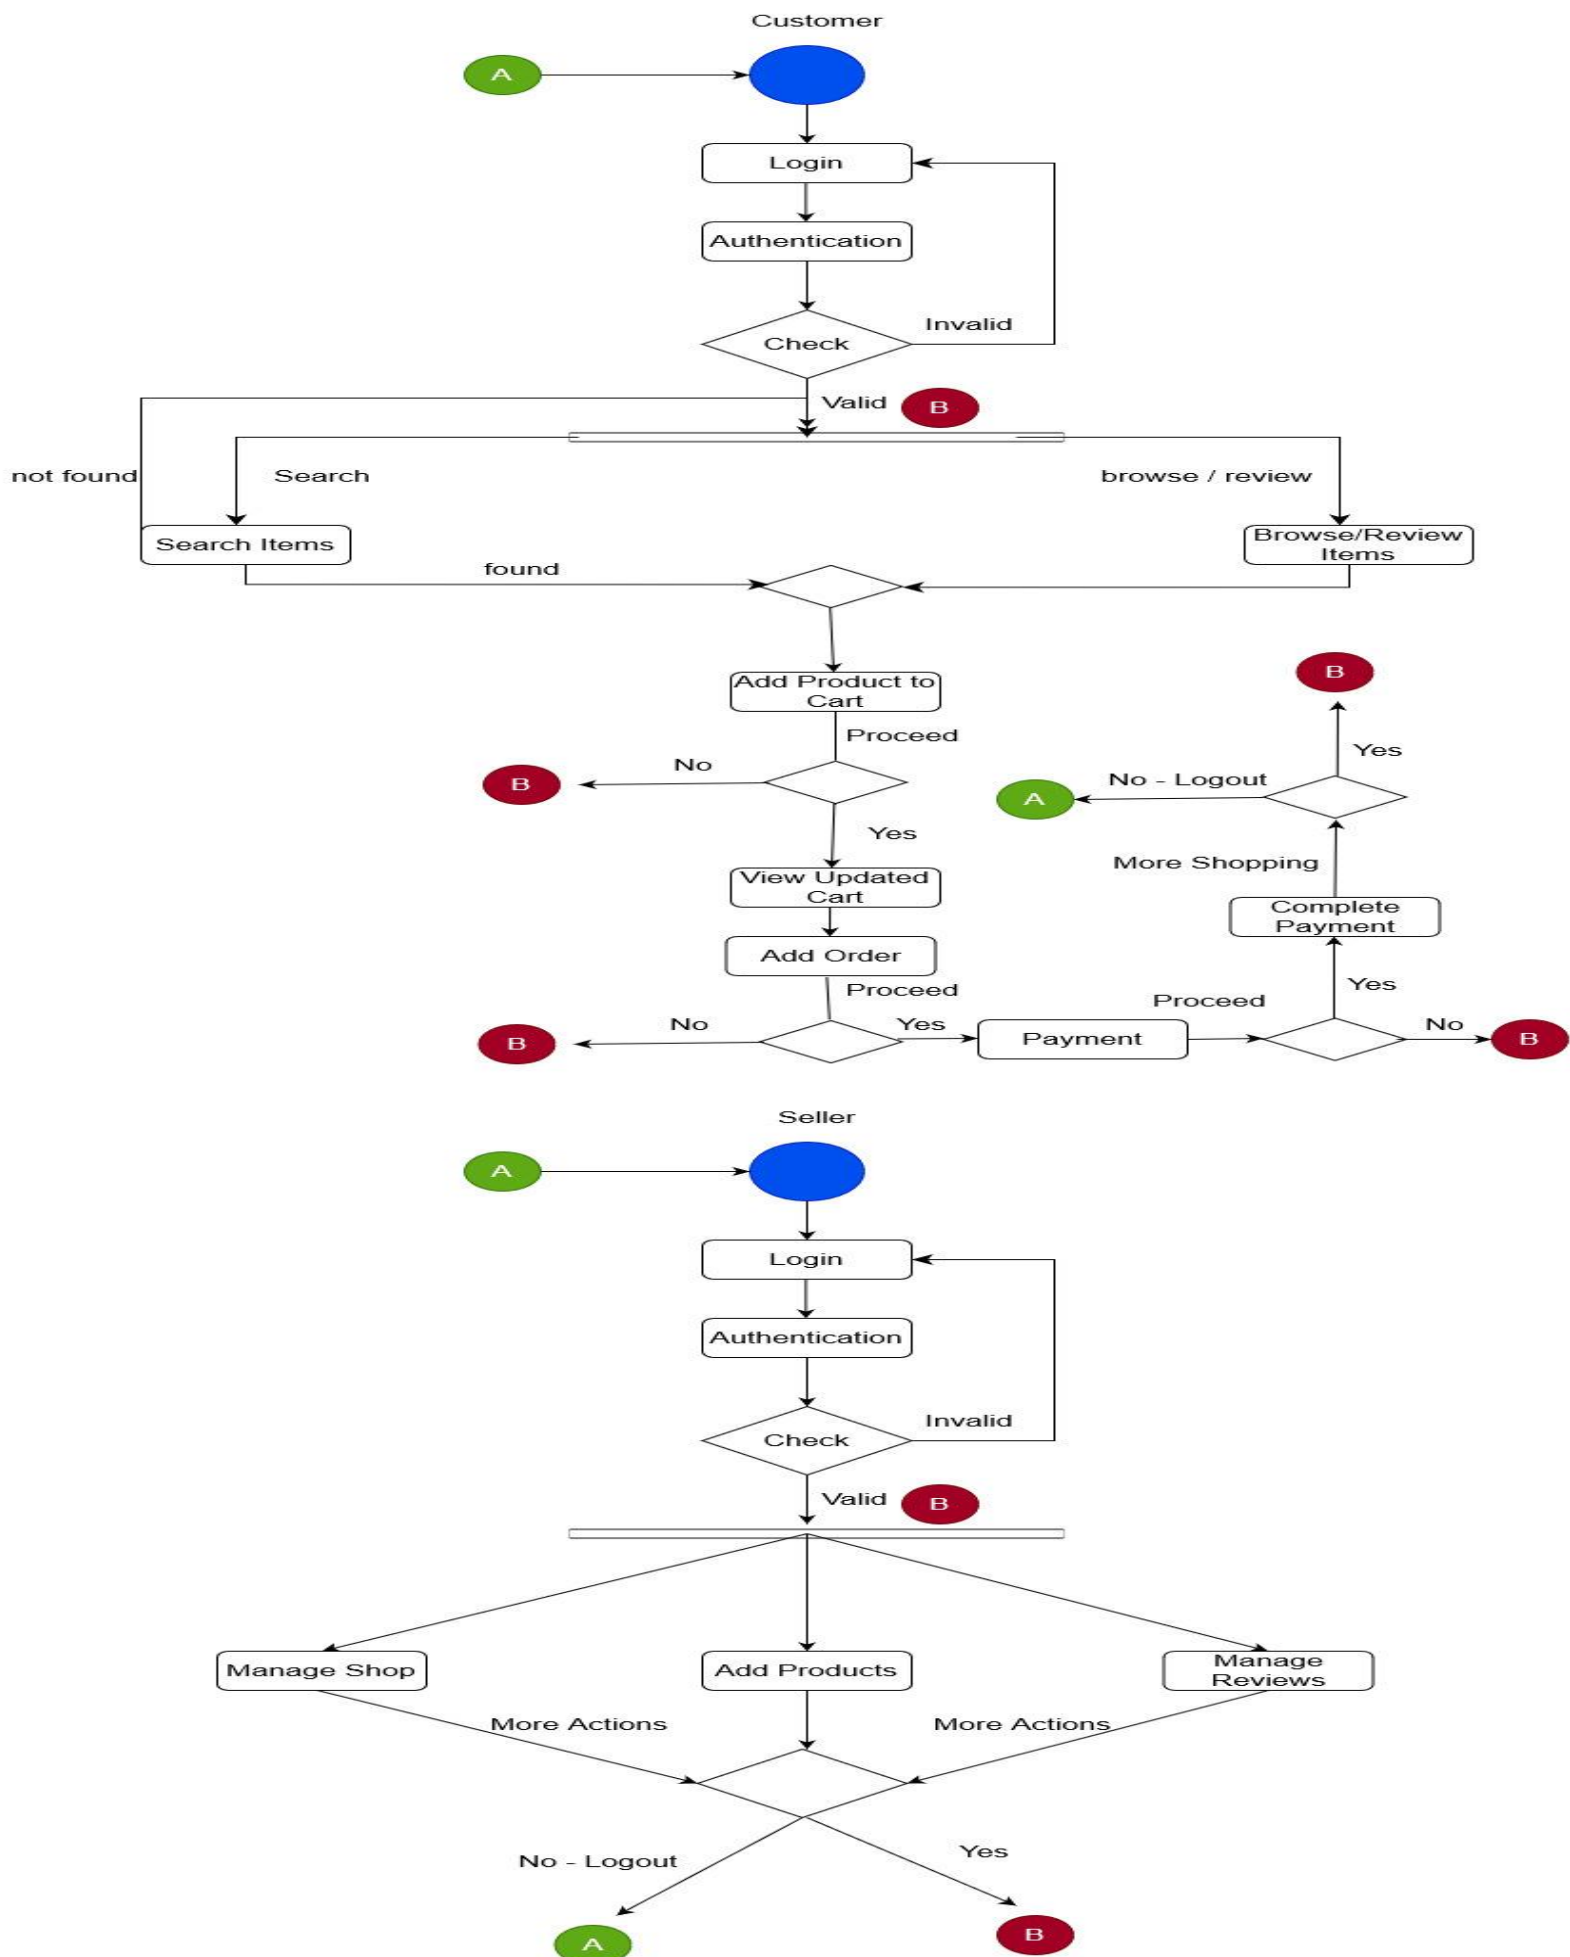 Customer
A
Login
Authentication
Check
Invalid
Valid
B
not found
Search
browse / review
Search Items
Browse/Review
Items
found
Add Product to
Cart
Proceed
B
No
B
Yes
A
No - Logout
Yes
View Updated
Cart
More Shopping
Complete
Payment
Add Order
Proceed
Yes
Proceed
B
No
Yes
Payment
No
B
Seller
A
Login
Authentication
Check
Invalid
Valid
B
Manage Shop
Add Products
Manage
Reviews
More Actions
More Actions
No - Logout
Yes
A
B